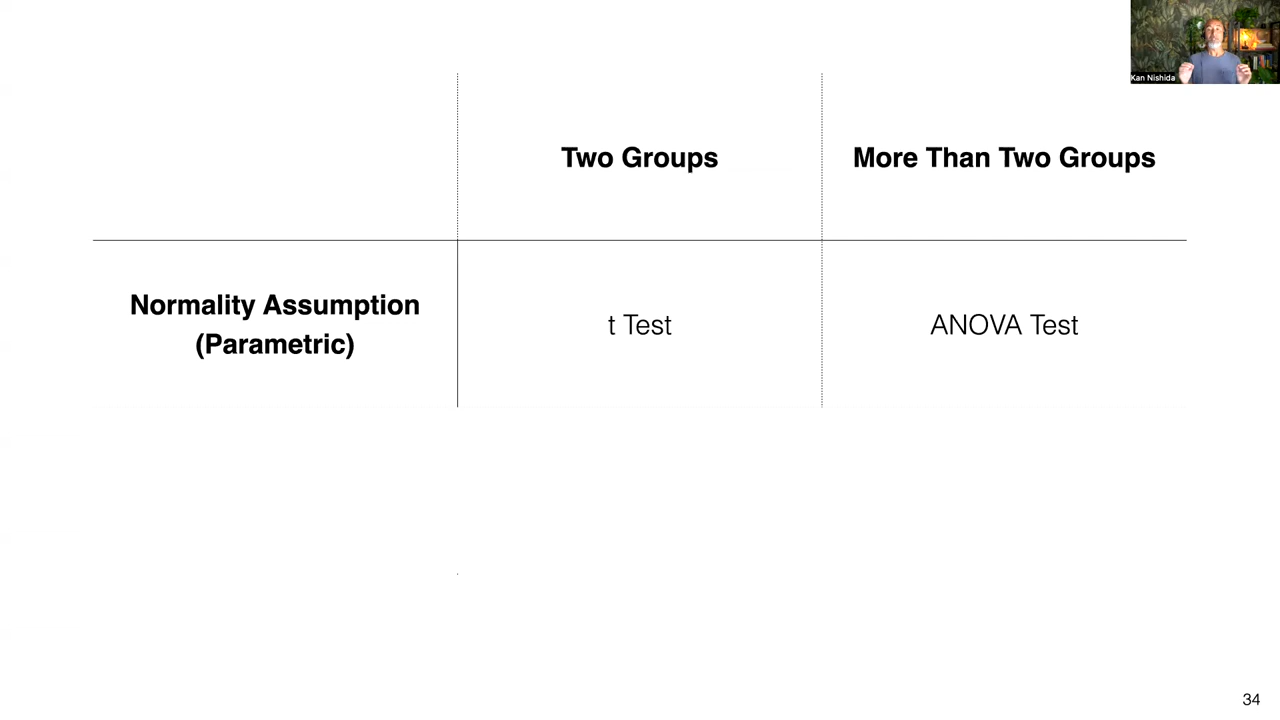 Kan Nishida
Two Groups
More Than Two Groups
Normality Assumption
(Parametric)
t Test
ANOVA Test
34